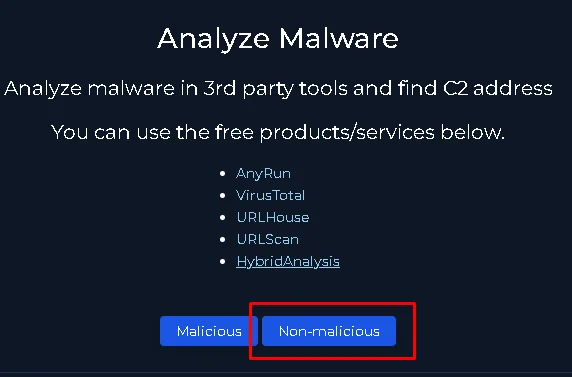 Analyze Malware
Analyze malware in 3rd party tools and find C2 address
You can use the free products/services below.
AnyRun
VirusTotal
URLHouse
URLScan
HybridAnalysis
Malicious Non-malicious